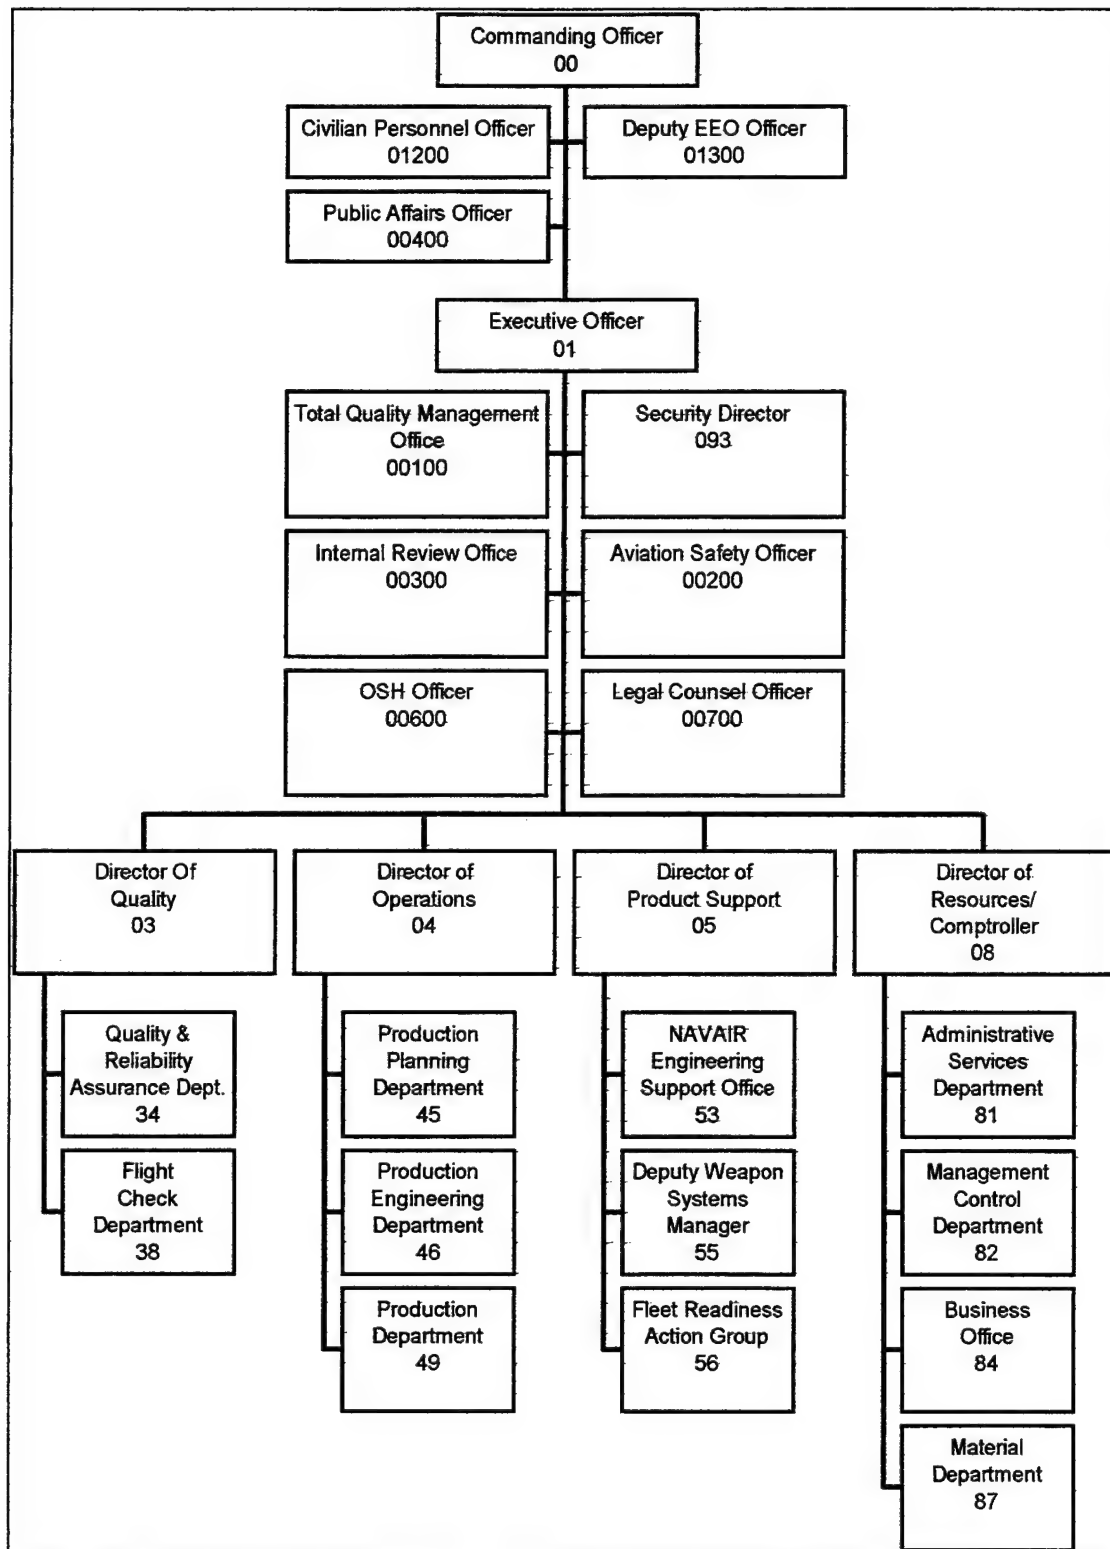 Commanding Officer
00
Civilian Personnel Officer
01200
Deputy EEO Officer
01300
Public Affairs Officer
00400
Executive Officer
01
Total Quality Management
Office
00100
Security Director
093
Internal Review Office
00300
Aviation Safety Officer
00200
OSH Officer
00600
Legal Counsel Officer
00700
Director Of
Quality
03
Director of
Operations
04
Director of
Product Support
05
Director of
Resources/
Comptroller
08
Quality &
Reliability
Assurance Dept.
34
Flight
Check
Department
38
Production
Planning
Department
45
Production
Engineering
Department
46
Production
Department
49
NAVAIR
Engineering
Support Office
53
Deputy Weapon
Systems
Manager
55
Fleet Readiness
Action Group
56
Administrative
Services
Department
81
Management
Control
Department
82
Business
Office
84
Material
Department
87